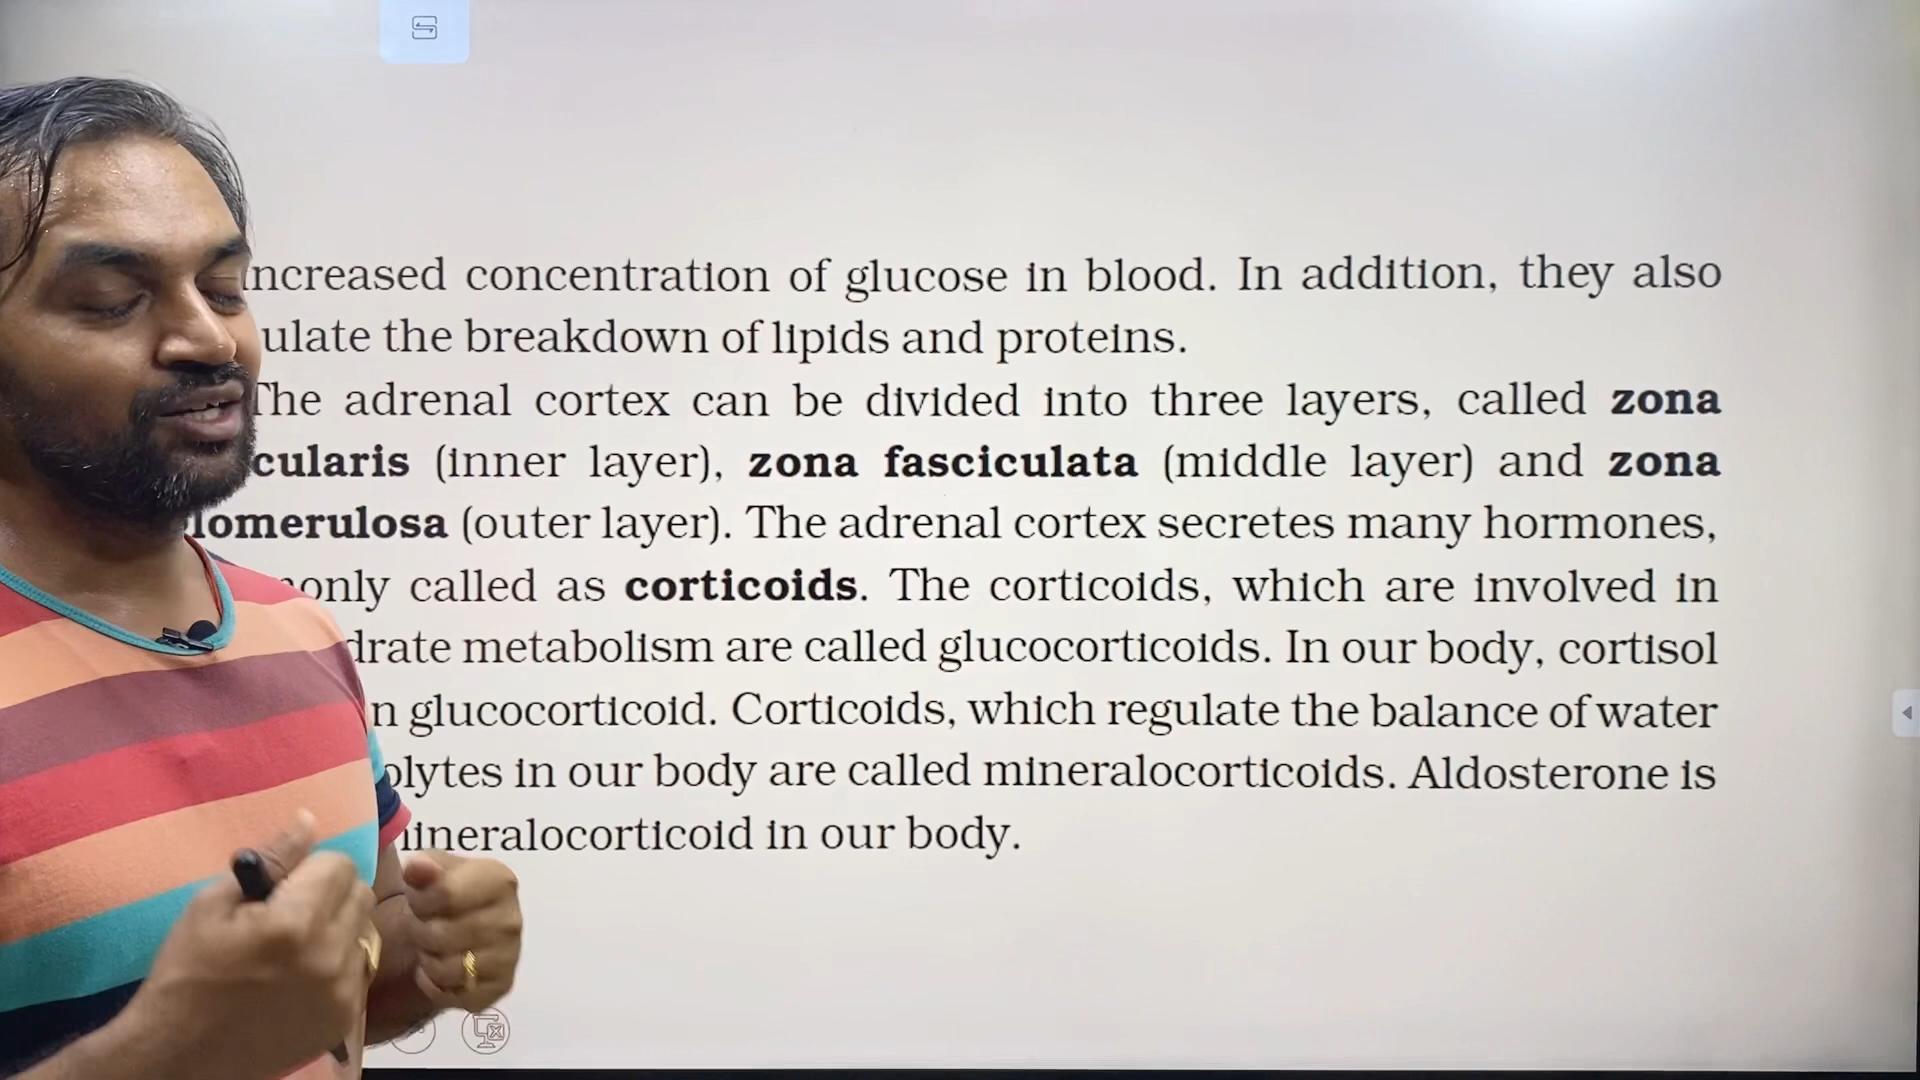 increased concentration of glucose in blood. In addition, they also
ulate the breakdown of lipids and proteins.
The adrenal cortex can be divided into three layers, called zona
cularis (inner layer), zona fasciculata (middle layer) and zona
lomerulosa (outer layer). The adrenal cortex secretes many hormones,
only called as corticoids. The corticoids, which are involved in
drate metabolism are called glucocorticoids. In our body, cortisol
n glucocorticoid. Corticoids, which regulate the balance of water
olytes in our body are called mineralocorticoids. Aldosterone is
mineralocorticoid in our body.